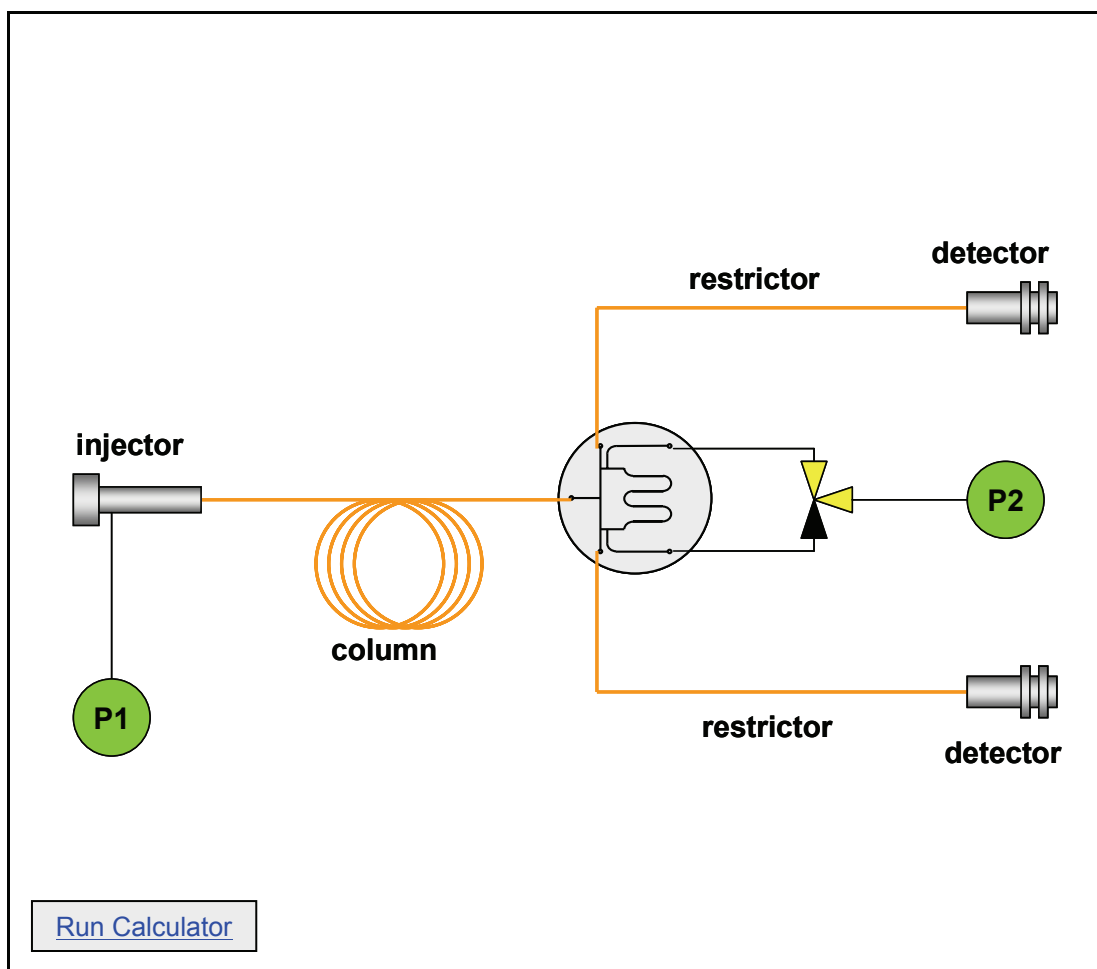 detector
restrictor
injector
P2
column
P1
restrictor
detector
Run Calculator